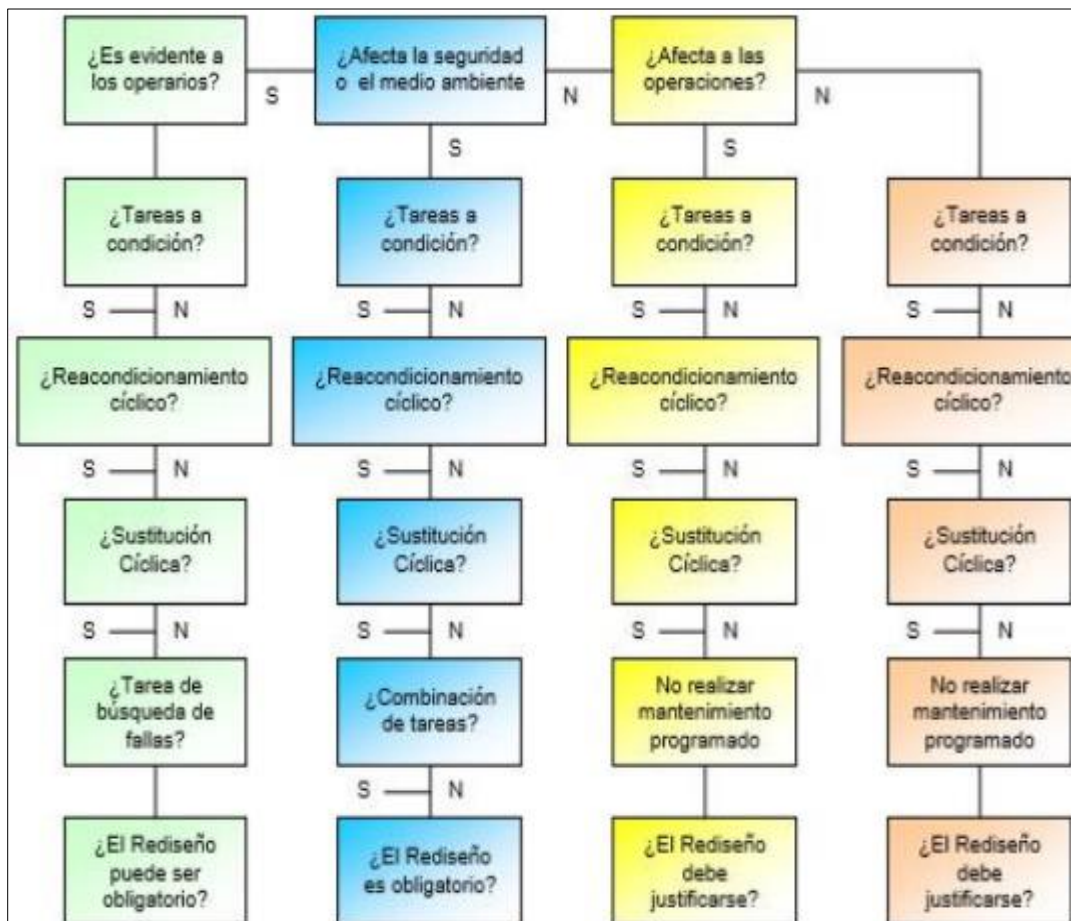 ¿Es evidente a
los operarios?
S
¿Afecta la seguridad
o el medio ambiente
N
¿Afecta a las
operaciones?
N
S
S
¿Tareas a
condición?
¿Tareas a
condición?
¿Tareas a
condición?
¿Tareas a
condición?
S N
S N
S N
S N
¿Reacondicionamiento
cíclico?
¿Reacondicionamiento
cíclico?
¿Reacondicionamiento
cíclico?
¿Reacondicionamiento
cíclico?
S N
S N
S N
S N
¿Sustitución
Cíclica?
¿Sustitución
Cíclica?
¿Sustitución
Cíclica?
¿Sustitución
Cíclica?
S N
S N
S N
S N
¿Tarea de
búsqueda de
fallas?
¿Combinación
de tareas?
No realizar
mantenimiento
programado
No realizar
mantenimiento
programado
S N
¿El Rediseño
puede ser
obligatorio?
¿El Rediseño
es obligatorio?
¿El Rediseño
debe
justificarse?
¿El Rediseño
debe
justificarse?